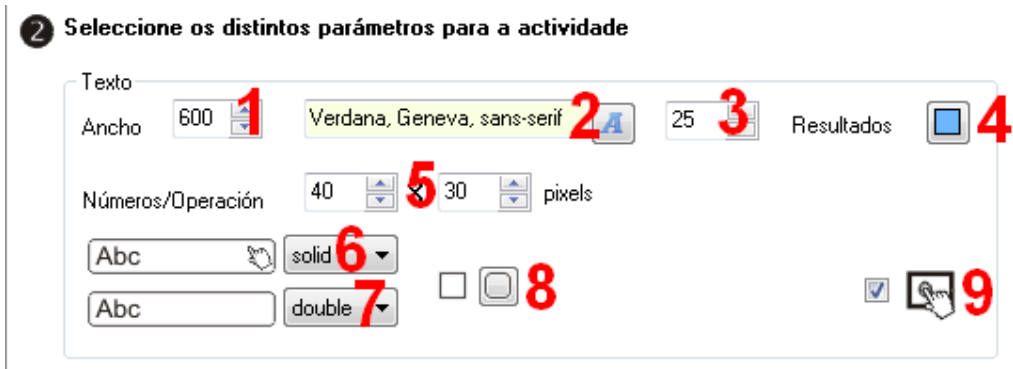 2 Seleccione os distintos parámetros para a actividade
Texto
Ancho 600 1 Verdana, Geneva, sans-serif 2 A 25 3 Resultados 4
Números/Operación 40 5 30 pixels
Abc solid 6
8 9
Abc double 7